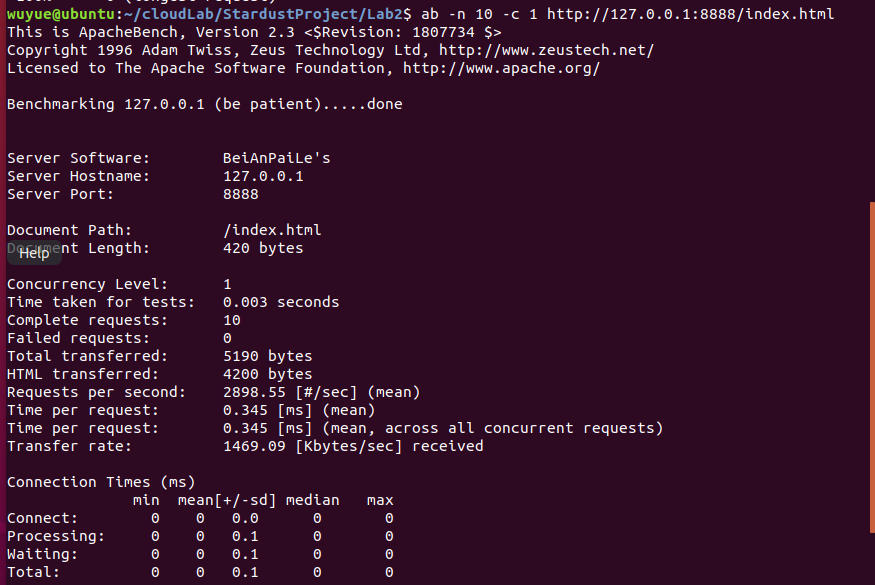 wuyue@ubuntu:~/cloudLab/StardustProject/Lab2$ ab -n 10 -c 1 http://127.0.0.1:8888/index.html
This is ApacheBench, Version 2.3 <$Revision: 1807734 $>
Copyright 1996 Adam Twiss, Zeus Technology Ltd, http://www.zeustech.net/
Licensed to The Apache Software Foundation, http://www.apache.org/
Benchmarking 127.0.0.1 (be patient).....done
Server Software:        BeiAnPaiLe's
Server Hostname:        127.0.0.1
Server Port:            8888
Document Path:          /index.html
Document Length:        420 bytes
Help
Concurrency Level:      1
Time taken for tests:   0.003 seconds
Complete requests:      10
Failed requests:        0
Total transferred:      5190 bytes
HTML transferred:       4200 bytes
Requests per second:    2898.55 [#/sec] (mean)
Time per request:       0.345 [ms] (mean)
Time per request:       0.345 [ms] (mean, across all concurrent requests)
Transfer rate:          1469.09 [Kbytes/sec] received
Connection Times (ms)
              min  mean[+/-sd] median   max
Connect:        0    0   0.0      0       0
Processing:     0    0   0.1      0       0
Waiting:        0    0   0.1      0       0
Total:          0    0   0.1      0       0